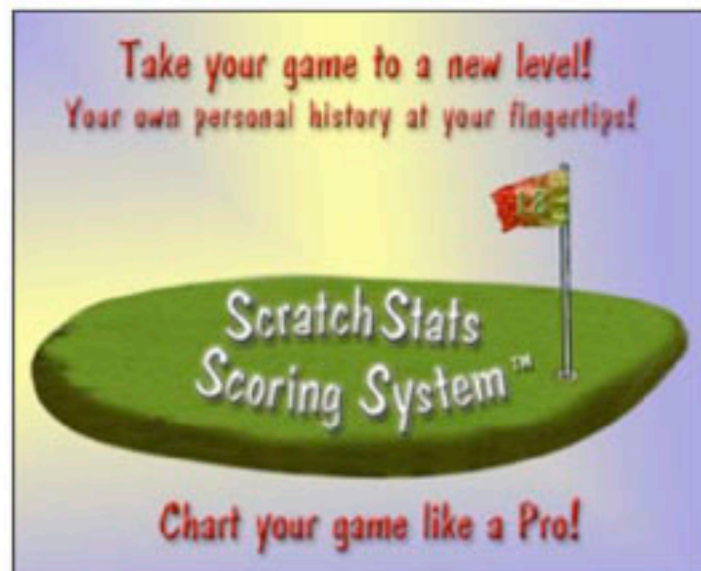 Take your game to a new level!
Your own personal history at your fingertips!
18
Scratch Stats
Scoring System™
Chart your game like a Pro!